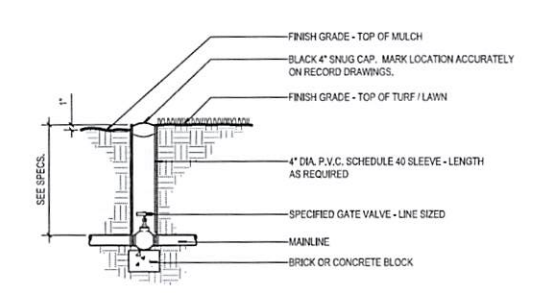 FINISH GRADE - TOP OF MULCH
BLACK 4" SNUG CAP. MARK LOCATION ACCURATELY
ON RECORD DRAWINGS.
1"
FINISH GRADE - TOP OF TURF / LAWN
SEE SPECS.
4" DIA. P.V.C. SCHEDULE 40 SLEEVE - LENGTH
AS REQUIRED
SPECIFIED GATE VALVE - LINE SIZED
MAINLINE
BRICK OR CONCRETE BLOCK